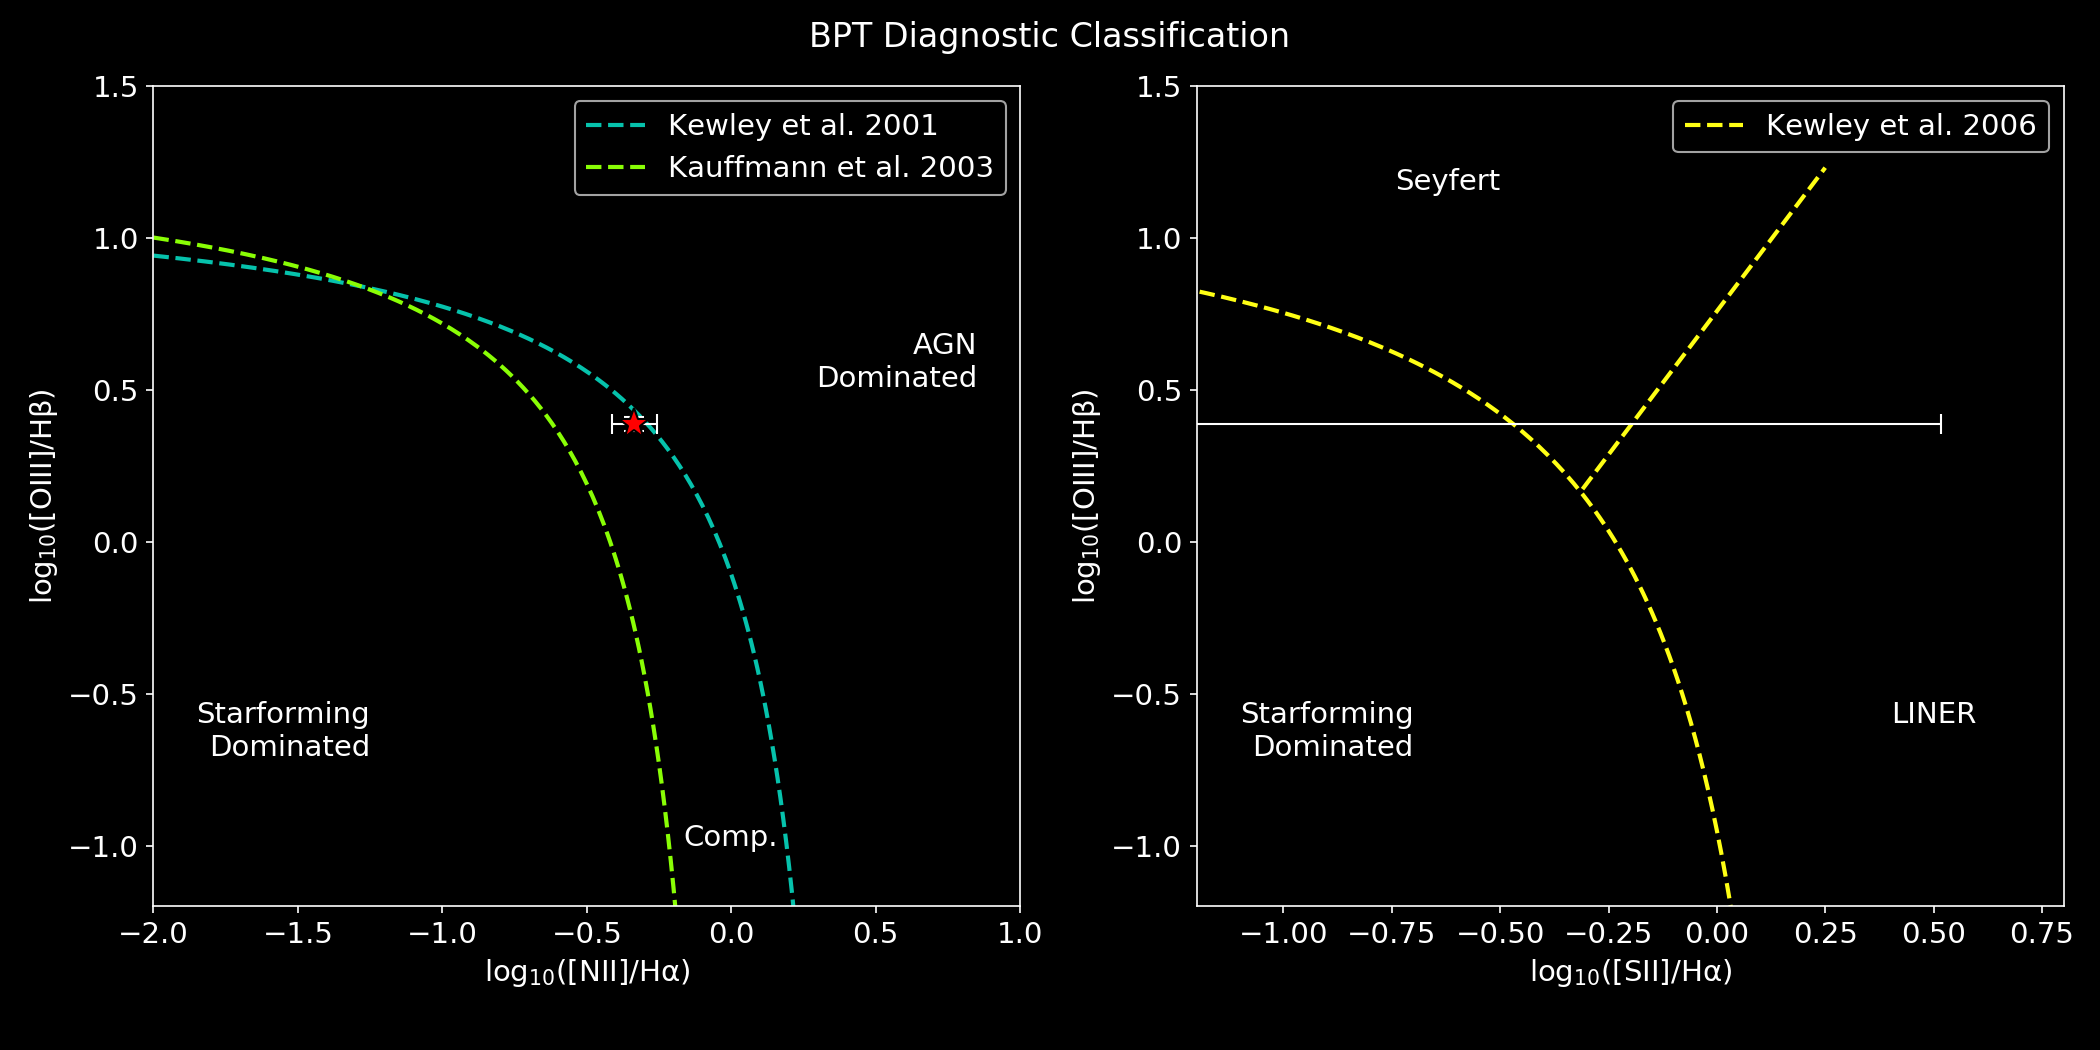 BPT Diagnostic Classification
1.5
1.0
0.5
0.0
−0.5
−1.0
log₁₀([OIII]/Hβ)
Kewley et al. 2001
Kauffmann et al. 2003
AGN
Dominated
Starforming
Dominated
Comp.
−2.0 −1.5 −1.0 −0.5 0.0 0.5 1.0
log₁₀([NII]/Hα)
1.5
1.0
0.5
0.0
−0.5
−1.0
log₁₀([OIII]/Hβ)
Kewley et al. 2006
Seyfert
Starforming
Dominated
LINER
−1.00 −0.75 −0.50 −0.25 0.00 0.25 0.50 0.75
log₁₀([SII]/Hα)